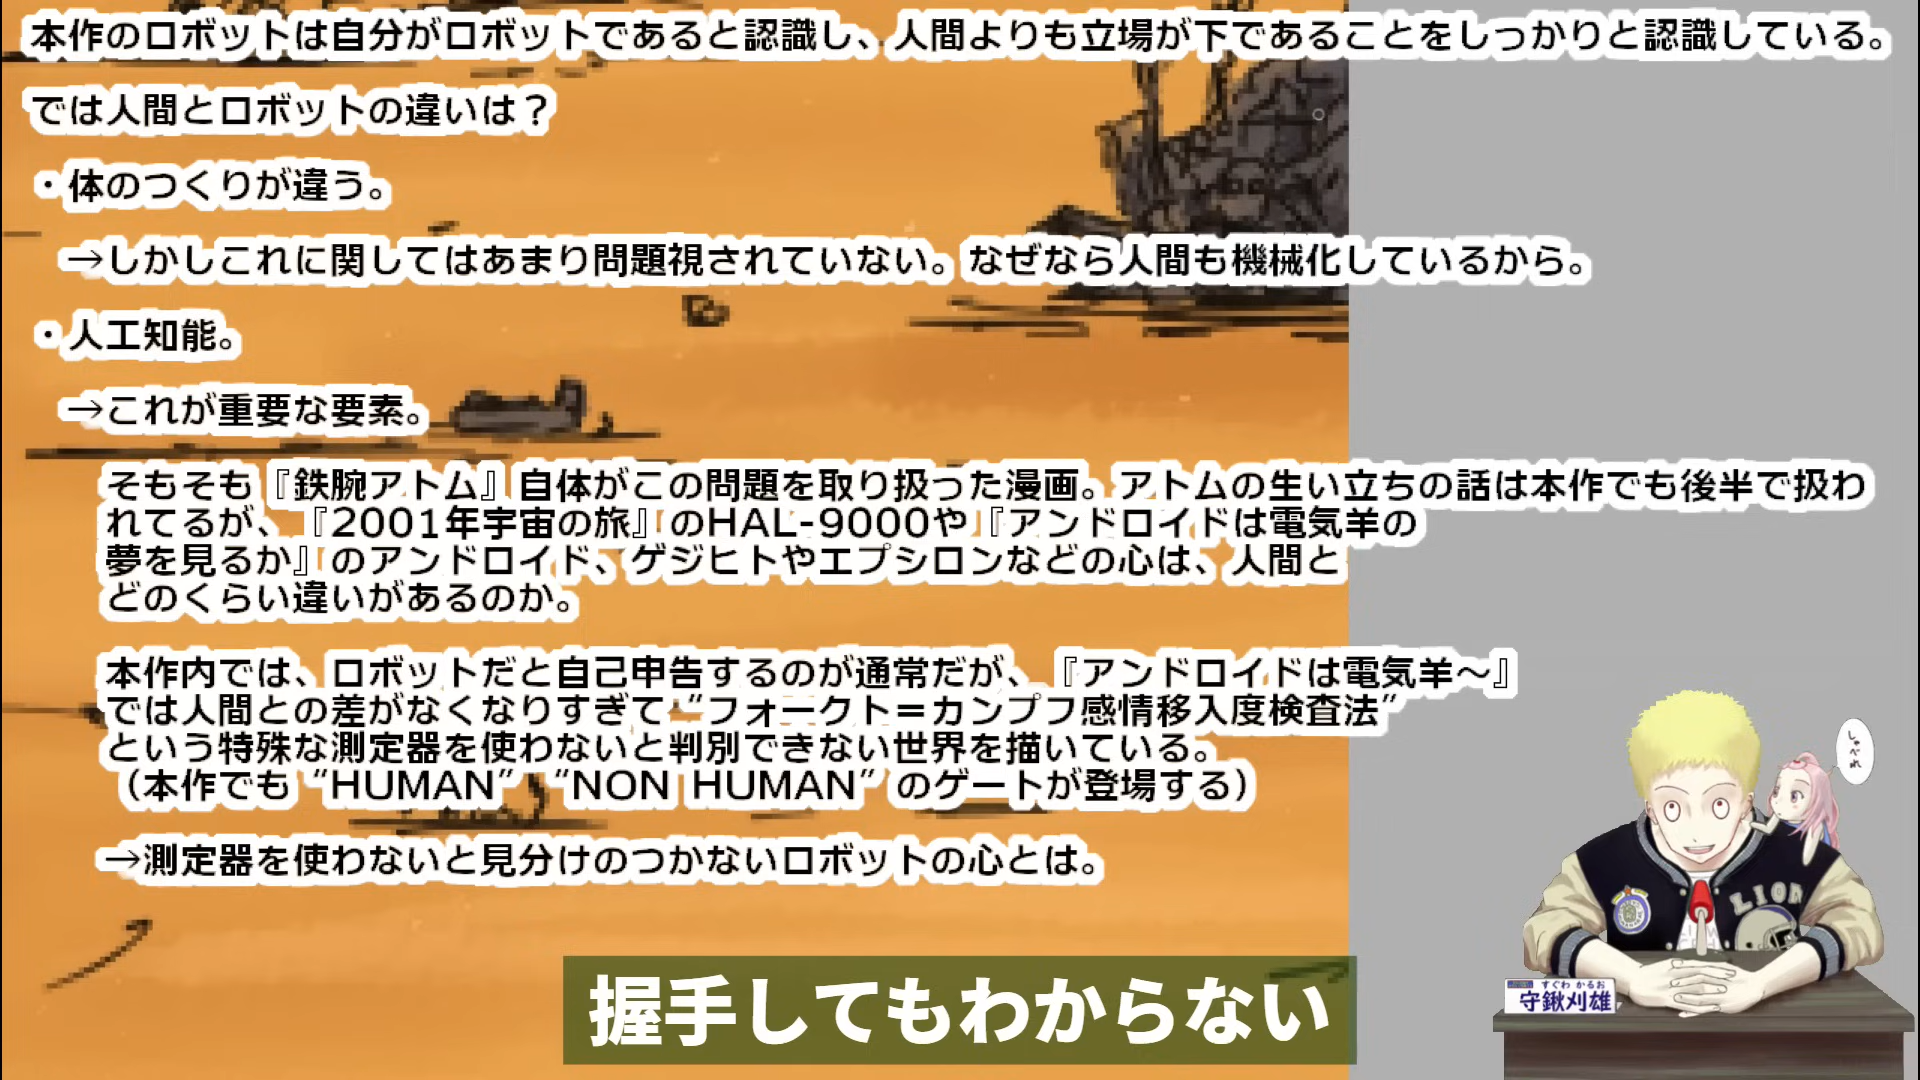 本作のロボットは自分がロボットであると認識し、人間よりも立場が下であることをしっかりと認識している。
では人間とロボットの違いは？
・体のつくりが違う。
→しかしこれに関してはあまり問題視されていない。なぜなら人間も機械化しているから。
・人工知能。
→これが重要な要素。
そもそも『鉄腕アトム』自体がこの問題を取り扱った漫画。アトムの生い立ちの話は本作でも後半で扱わ
れてるが、『2001年宇宙の旅』のHAL-9000や『アンドロイドは電気羊の
夢を見るか』のアンドロイド、ゲジヒトやエプシロンなどの心は、人間と
どのくらい違いがあるのか。
本作内では、ロボットだと自己申告するのが通常だが、『アンドロイドは電気羊～』
では人間との差がなくなりすぎて“フォークト＝カンプフ感情移入度検査法”
という特殊な測定器を使わないと判別できない世界を描いている。
（本作でも“HUMAN”“NON HUMAN”のゲートが登場する）
→測定器を使わないと見分けのつかないロボットの心とは。
しゃべれ
LION
すぐわ かるお
守鍬刈雄
握手してもわからない